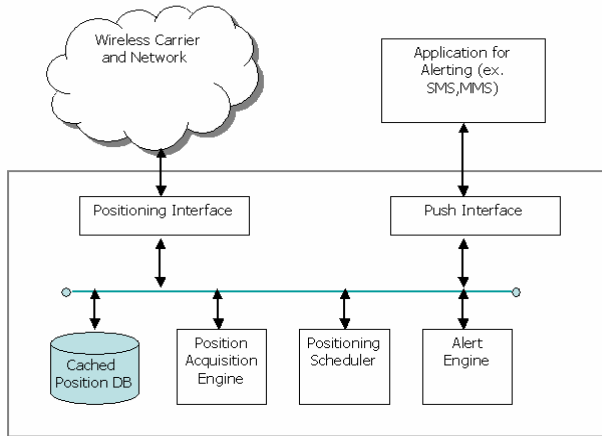 Wireless Carrier
and Network
Application for
Alerting (ex.
SMS,MMS)
Positioning Interface
Push Interface
Cached
Position DB
Position
Acquisition
Engine
Positioning
Scheduler
Alert
Engine